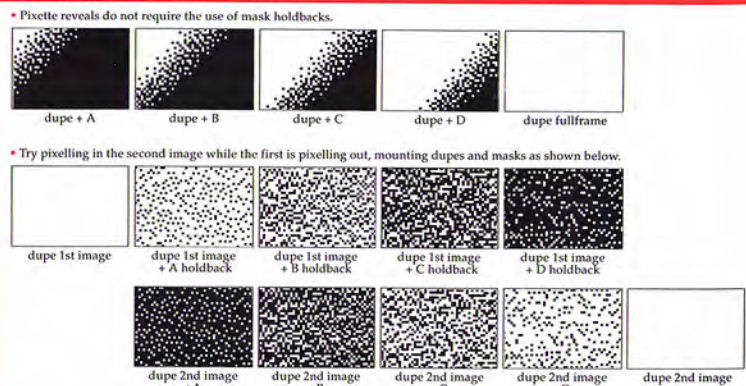 • Pixette reveals do not require the use of mask holdbacks.
dupe + A dupe + B dupe + C dupe + D dupe fullframe
• Try pixelling in the second image while the first is pixelling out, mounting dupes and masks as shown below.
dupe 1st image dupe 1st image dupe 1st image dupe 1st image dupe 1st image
+ A holdback + B holdback + C holdback + D holdback
dupe 2nd image dupe 2nd image dupe 2nd image dupe 2nd image dupe 2nd image